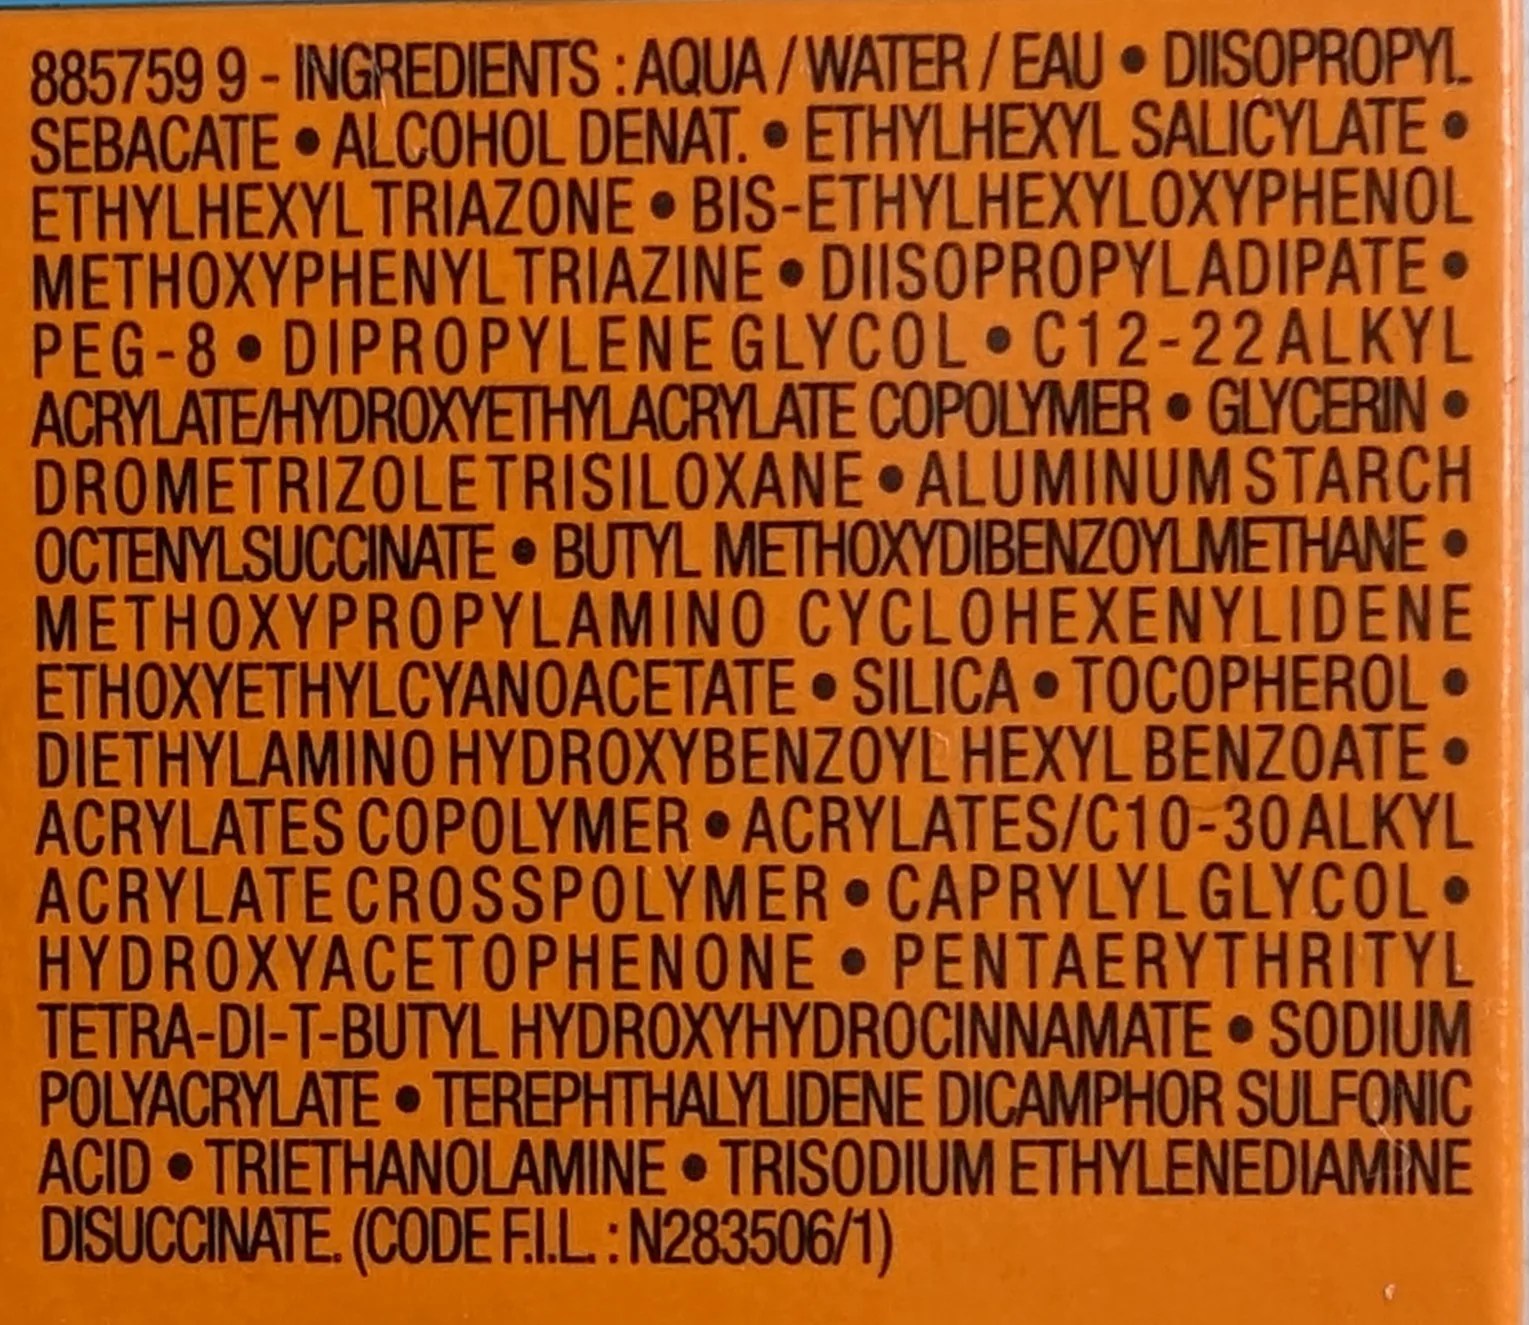 885759 9 - INGREDIENTS : AQUA / WATER / EAU • DIISOPROPYL
SEBACATE • ALCOHOL DENAT. • ETHYLHEXYL SALICYLATE •
ETHYLHEXYL TRIAZONE • BIS-ETHYLHEXYLOXYPHENOL
METHOXYPHENYL TRIAZINE • DIISOPROPYL ADIPATE •
PEG-8 • DIPROPYLENE GLYCOL • C12-22 ALKYL
ACRYLATE/HYDROXYETHYLACRYLATE COPOLYMER • GLYCERIN •
DROMETRIZOLE TRISILOXANE • ALUMINUM STARCH
OCTENYLSUCCINATE • BUTYL METHOXYDIBENZOYLMETHANE •
METHOXYPROPYLAMINO CYCLOHEXENYLIDENE
ETHOXYETHYLCYANOACETATE • SILICA • TOCOPHEROL •
DIETHYLAMINO HYDROXYBENZOYL HEXYL BENZOATE •
ACRYLATES COPOLYMER • ACRYLATES/C10-30 ALKYL
ACRYLATE CROSSPOLYMER • CAPRYLYL GLYCOL •
HYDROXYACETOPHENONE • PENTAERYTHRITYL
TETRA-DI-T-BUTYL HYDROXYHYDROCINNAMATE • SODIUM
POLYACRYLATE • TEREPHTHALYLIDENE DICAMPHOR SULFONIC
ACID • TRIETHANOLAMINE • TRISODIUM ETHYLENEDIAMINE
DISUCCINATE. (CODE F.I.L. : N283506/1)